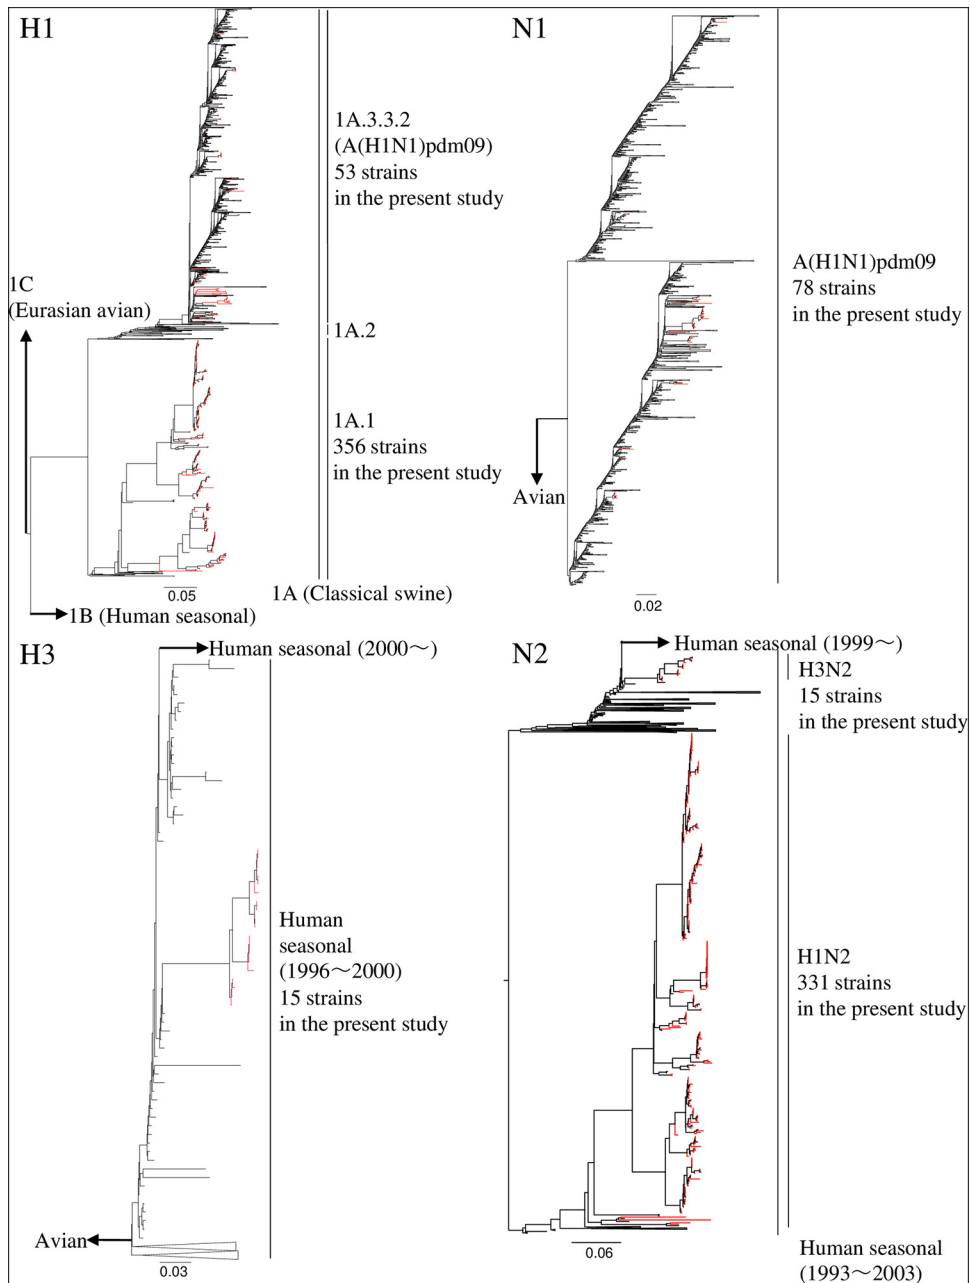 H1
1A.3.3.2
(A(H1N1)pdm09)
53 strains
in the present study
1C
(Eurasian avian)
1A.2
1A.1
356 strains
in the present study
0.05
1A (Classical swine)
1B (Human seasonal)
N1
A(H1N1)pdm09
78 strains
in the present study
Avian
0.02
H3
Human seasonal (2000～)
Human
seasonal
(1996～2000)
15 strains
in the present study
Avian
0.03
N2
Human seasonal (1999～)
H3N2
15 strains
in the present study
H1N2
331 strains
in the present study
0.06
Human seasonal
(1993～2003)